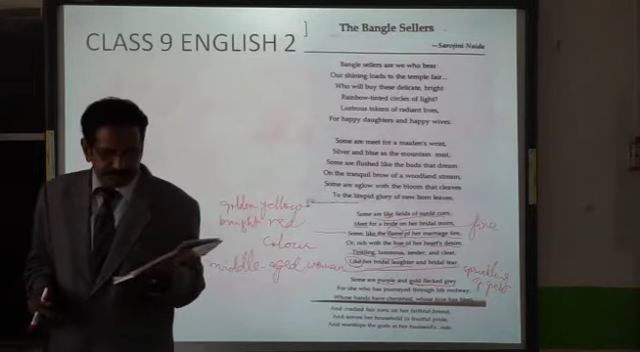 CLASS 9 ENGLISH 2
The Bangle Sellers
—Sarojini Naidu
Bangle sellers are we who bear
Our shining loads to the temple fair...
Who will buy these delicate, bright
Rainbow-tinted circles of light?
Lustrous tokens of radiant lives,
For happy daughters and happy wives.
Some are meet for a maiden's wrist,
Silver and blue as the mountain mist,
Some are flushed like the buds that dream
On the tranquil brow of a woodland stream,
Some are aglow with the bloom that cleaves
To the limpid glory of new born leaves.
golden yellow
Some are like fields of sunlit corn,
bright red
Meet for a bride on her bridal morn,
fire
Some, like the flame of her marriage fire,
colour
Or, rich with the hue of her heart's desire,
Tinkling, luminous, tender, and clear,
middle-aged woman
Like her bridal laughter and bridal tear.
sprinkling
of gold
Some are purple and gold flecked grey
For she who has journeyed through life midway,
Whose hands have cherished, whose love has blest,
And cradled fair sons on her faithful breast,
And serves her household in fruitful pride,
And worships the gods at her husband's side.